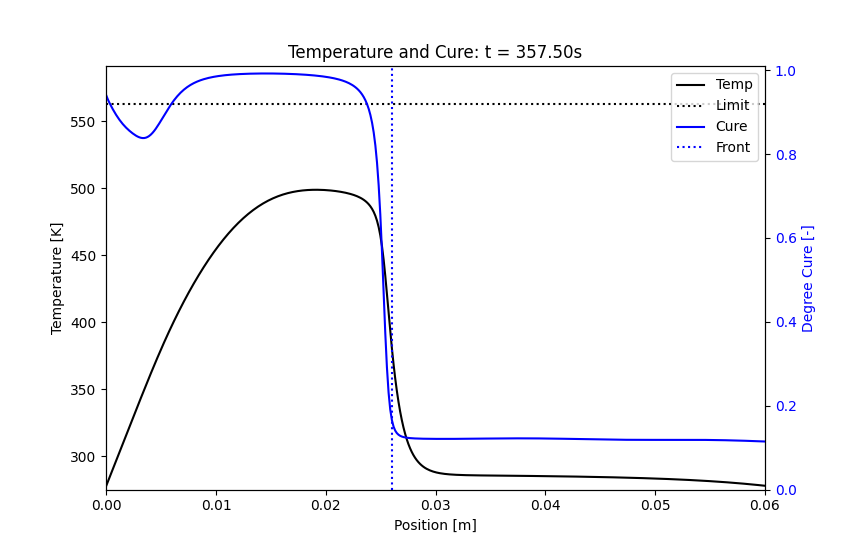 Temperature and Cure: t = 357.50s
Temp
Limit
Cure
Front
550
500
450
400
350
300
Temperature [K]
1.0
0.8
0.6
0.4
0.2
0.0
Degree Cure [-]
0.00 0.01 0.02 0.03 0.04 0.05 0.06
Position [m]